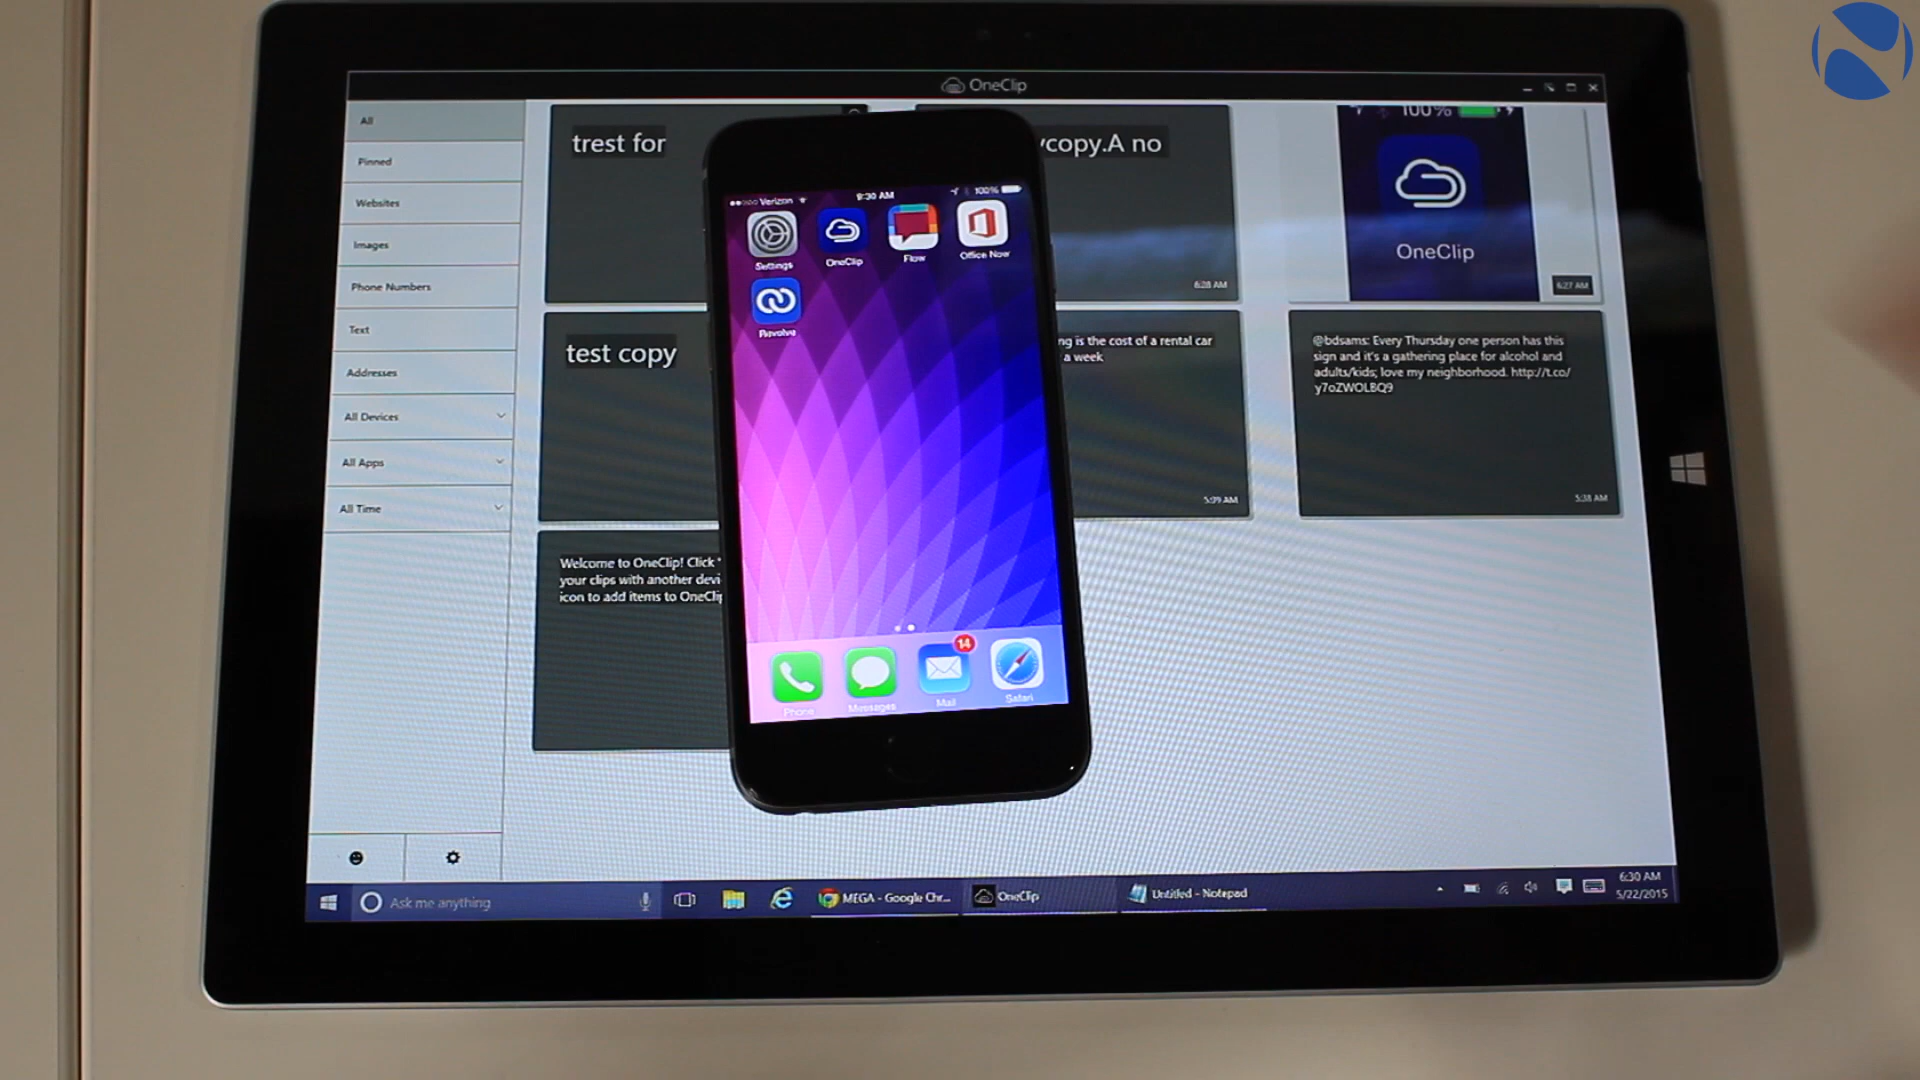 OneClip
All
Pinned
Websites
Images
Phone Numbers
Text
Addresses
All Devices
All Apps
All Time
trest for
copy.A no
6:28 AM
100%
OneClip
6:27 AM
test copy
ng is the cost of a rental car
a week
5:59 AM
@bdsams: Every Thursday one person has this
sign and it's a gathering place for alcohol and
adults/kids; love my neighborhood. http://t.co/
y7oZWOLBQ9
5:38 AM
Welcome to OneClip! Click "
your clips with another devi
icon to add items to OneClip
Verizon
9:30 AM
100%
Settings
OneClip
Flow
Office Now
Revolve
14
Phone
Messages
Mail
Safari
Ask me anything
MEGA - Google Chr...
OneClip
Untitled - Notepad
6:30 AM
5/22/2015